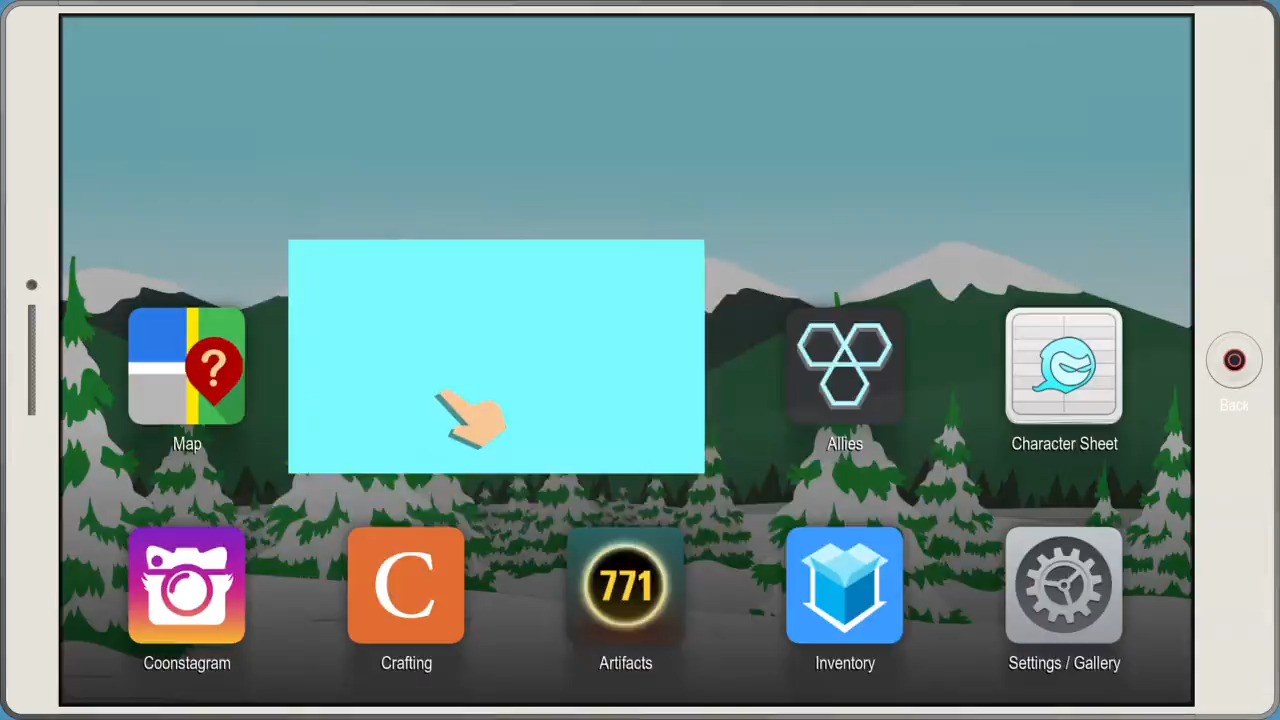 ?
Map
Allies
Character Sheet
Back
C
771
Coonstagram
Crafting
Artifacts
Inventory
Settings / Gallery